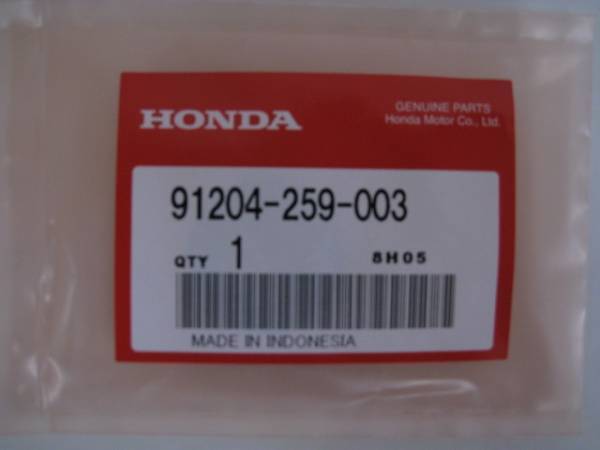 HONDA
GENUINE PARTS
Honda Motor Co., Ltd.
91204-259-003
QTY 1 8H05
MADE IN INDONESIA